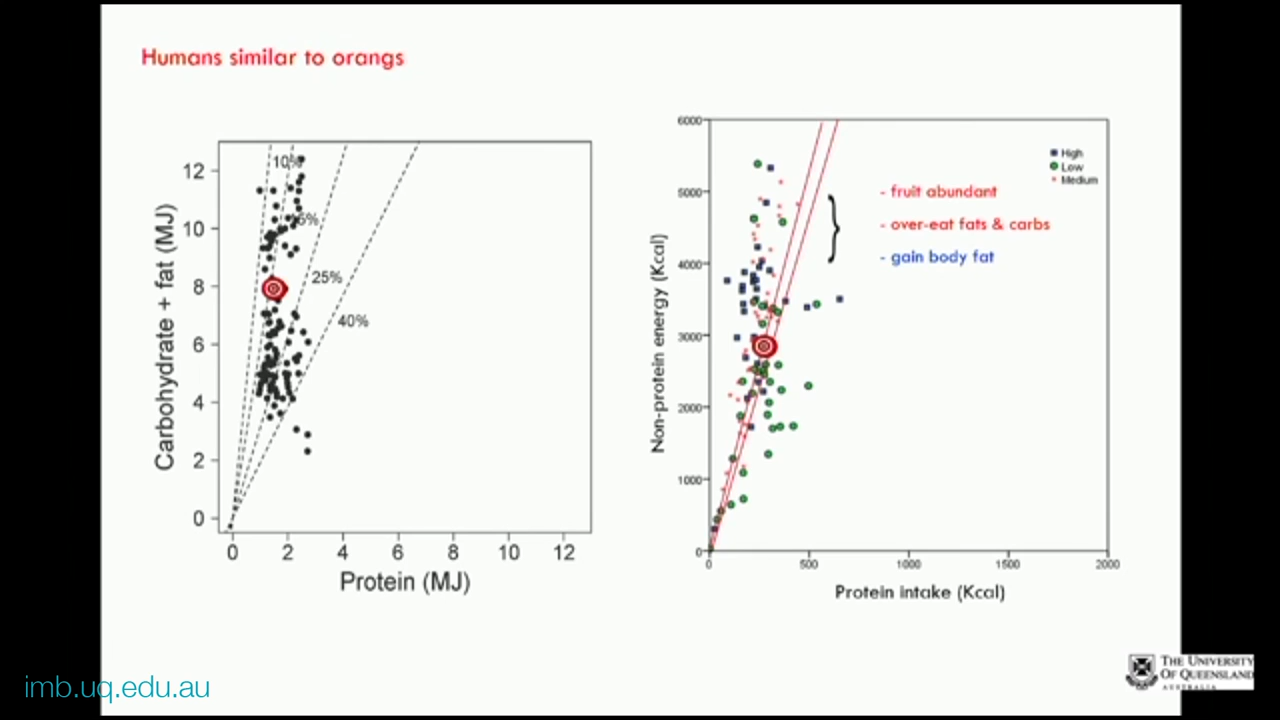 Humans similar to orangs
12
10
8
6
4
2
0
10%
15%
25%
40%
0 2 4 6 8 10 12
Carbohydrate + fat (MJ)
Protein (MJ)
6000
5000
4000
3000
2000
1000
0
0 500 1000 1500 2000
Non-protein energy (Kcal)
Protein intake (Kcal)
High
Low
Medium
- fruit abundant
- over-eat fats & carbs
- gain body fat
imb.uq.edu.au
THE UNIVERSITY
OF QUEENSLAND
AUSTRALIA